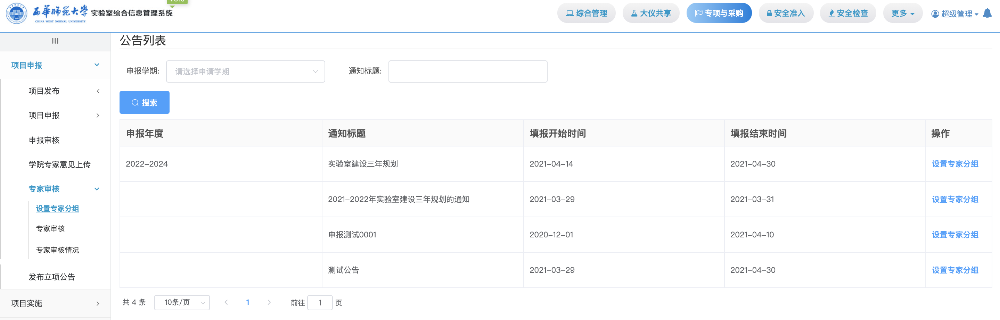 西华师范大学 实验室综合信息管理系统
CHINA WEST NORMAL UNIVERSITY
综合管理 大仪共享 专项与采购 安全准入 安全检查 更多 超级管理
公告列表
项目申报
项目发布
项目申报
申报审核
学院专家意见上传
专家审核
设置专家分组
专家审核
专家审核情况
发布立项公告
项目实施
申报学期: 请选择申请学期 通知标题:
搜索
申报年度 通知标题 填报开始时间 填报结束时间 操作
2022-2024 实验室建设三年规划 2021-04-14 2021-04-30 设置专家分组
2021-2022年实验室建设三年规划的通知 2021-03-29 2021-03-31 设置专家分组
申报测试0001 2020-12-01 2021-04-10 设置专家分组
测试公告 2021-03-29 2021-04-30 设置专家分组
共 4 条 10条/页 1 前往 1 页